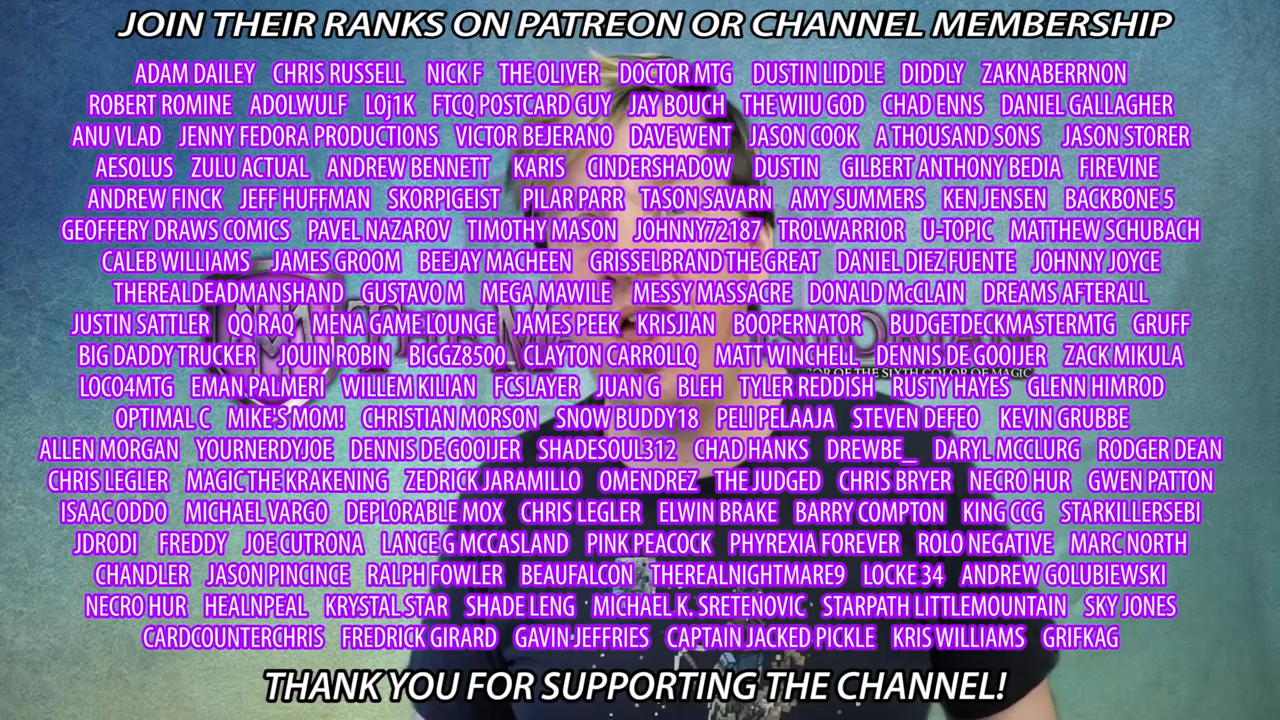 JOIN THEIR RANKS ON PATREON OR CHANNEL MEMBERSHIP
ADAM DAILEY CHRIS RUSSELL NICK F THE OLIVER DOCTOR MTG DUSTIN LIDDLE DIDDLY ZAKNABERRNON
ROBERT ROMINE ADOLWULF LOj1K FTCQ POSTCARD GUY JAY BOUCH THE WIIU GOD CHAD ENNS DANIEL GALLAGHER
ANU VLAD JENNY FEDORA PRODUCTIONS VICTOR BEJERANO DAVE WENT JASON COOK A THOUSAND SONS JASON STORER
AESOLUS ZULU ACTUAL ANDREW BENNETT KARIS CINDERSHADOW DUSTIN GILBERT ANTHONY BEDIA FIREVINE
ANDREW FINCK JEFF HUFFMAN SKORPIGEIST PILAR PARR TASON SAVARN AMY SUMMERS KEN JENSEN BACKBONE 5
GEOFFERY DRAWS COMICS PAVEL NAZAROV TIMOTHY MASON JOHNNY72187 TROLWARRIOR U-TOPIC MATTHEW SCHUBACH
CALEB WILLIAMS JAMES GROOM BEEJAY MACHEEN GRISSELBRAND THE GREAT DANIEL DIEZ FUENTE JOHNNY JOYCE
THEREALDEADMANSHAND GUSTAVO M MEGA MAWILE MESSY MASSACRE DONALD McCLAIN DREAMS AFTERALL
JUSTIN SATTLER QQ RAQ MENA GAME LOUNGE JAMES PEEK KRISJIAN BOOPERNATOR BUDGETDECKMASTERMTG GRUFF
BIG DADDY TRUCKER JOUIN ROBIN BIGGZ8500 CLAYTON CARROLLQ MATT WINCHELL DENNIS DE GOOIJER ZACK MIKULA
OR OF THE SIXTH COLOR OF MAGIC
LOCO4MTG EMAN PALMERI WILLEM KILIAN FCSLAYER JUAN G BLEH TYLER REDDISH RUSTY HAYES GLENN HIMROD
OPTIMAL C MIKE'S MOM! CHRISTIAN MORSON SNOW BUDDY18 PELI PELAAJA STEVEN DEFEO KEVIN GRUBBE
ALLEN MORGAN YOURNERDYJOE DENNIS DE GOOIJER SHADESOUL312 CHAD HANKS DREWBE_ DARYL MCCLURG RODGER DEAN
CHRIS LEGLER MAGIC THE KRAKENING ZEDRICK JARAMILLO OMENDREZ THE JUDGED CHRIS BRYER NECRO HUR GWEN PATTON
ISAAC ODDO MICHAEL VARGO DEPLORABLE MOX CHRIS LEGLER ELWIN BRAKE BARRY COMPTON KING CCG STARKILLERSEBI
JDRODI FREDDY JOE CUTRONA LANCE G MCCASLAND PINK PEACOCK PHYREXIA FOREVER ROLO NEGATIVE MARC NORTH
CHANDLER JASON PINCINCE RALPH FOWLER BEAUFALCON THEREALNIGHTMARE9 LOCKE 34 ANDREW GOLUBIEWSKI
NECRO HUR HEALNPEAL KRYSTAL STAR SHADE LENG MICHAEL K. SRETENOVIC STARPATH LITTLEMOUNTAIN SKY JONES
CARDCOUNTERCHRIS FREDRICK GIRARD GAVIN JEFFRIES CAPTAIN JACKED PICKLE KRIS WILLIAMS GRIFKAG
THANK YOU FOR SUPPORTING THE CHANNEL!